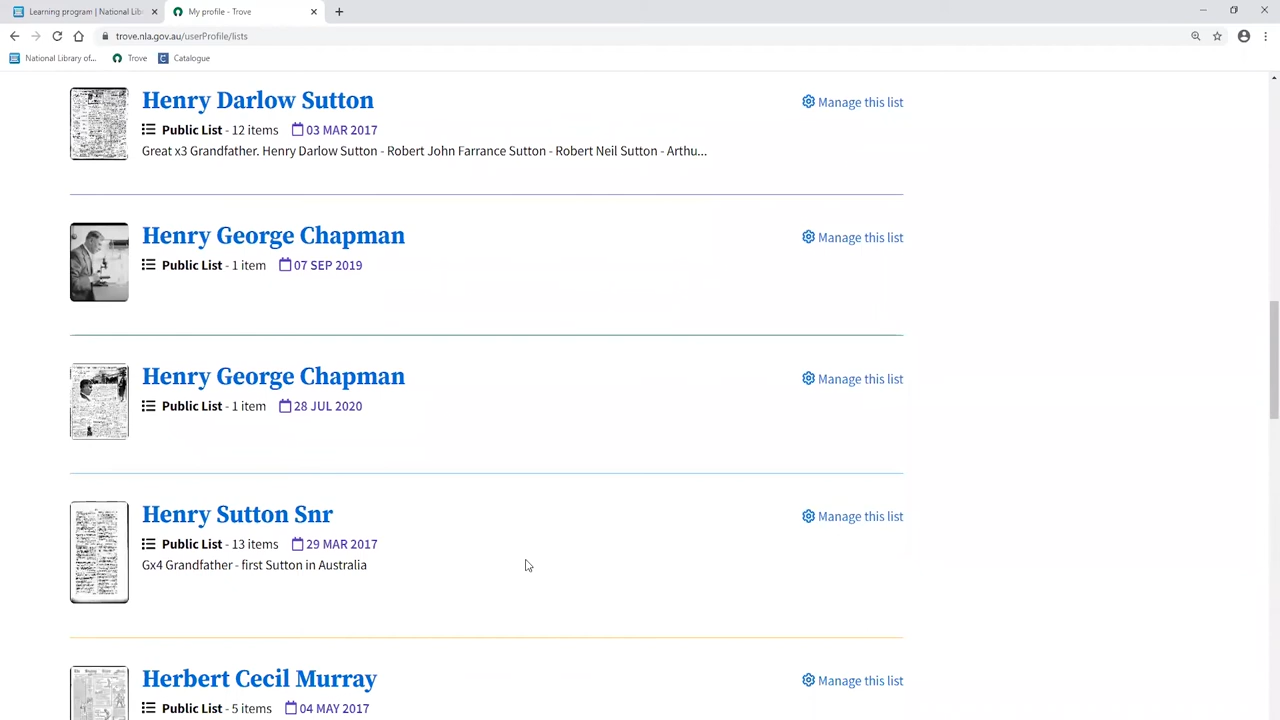 Learning program | National Lib
My profile - Trove
trove.nla.gov.au/userProfile/lists
National Library of...
Trove
Catalogue
Henry Darlow Sutton
Manage this list
Public List - 12 items
03 MAR 2017
Great x3 Grandfather. Henry Darlow Sutton - Robert John Farrance Sutton - Robert Neil Sutton - Arthu...
Henry George Chapman
Manage this list
Public List - 1 item
07 SEP 2019
Henry George Chapman
Manage this list
Public List - 1 item
28 JUL 2020
Henry Sutton Snr
Manage this list
Public List - 13 items
29 MAR 2017
Gx4 Grandfather - first Sutton in Australia
Herbert Cecil Murray
Manage this list
Public List - 5 items
04 MAY 2017